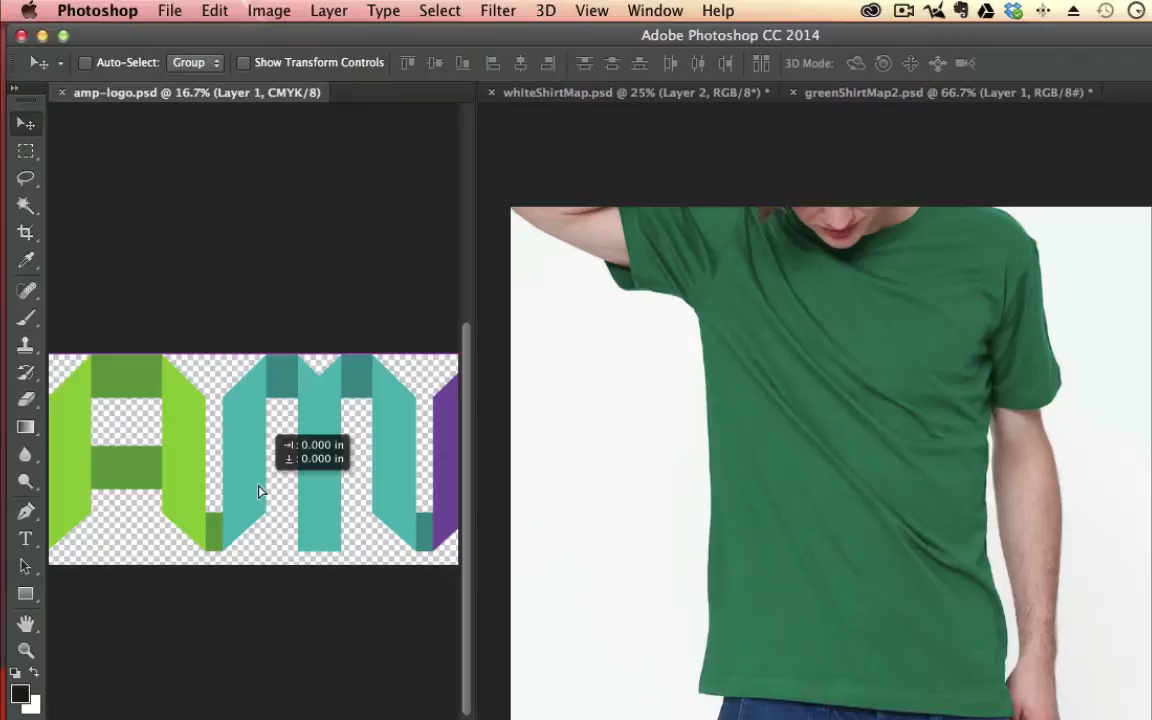 Photoshop File Edit Image Layer Type Select Filter 3D View Window Help
Adobe Photoshop CC 2014
Auto-Select: Group Show Transform Controls 3D Mode:
amp-logo.psd @ 16.7% (Layer 1, CMYK/8) whiteShirtMap.psd @ 25% (Layer 2, RGB/8*) * greenShirtMap2.psd @ 66.7% (Layer 1, RGB/8#) *
AM
: 0.000 in
: 0.000 in
T